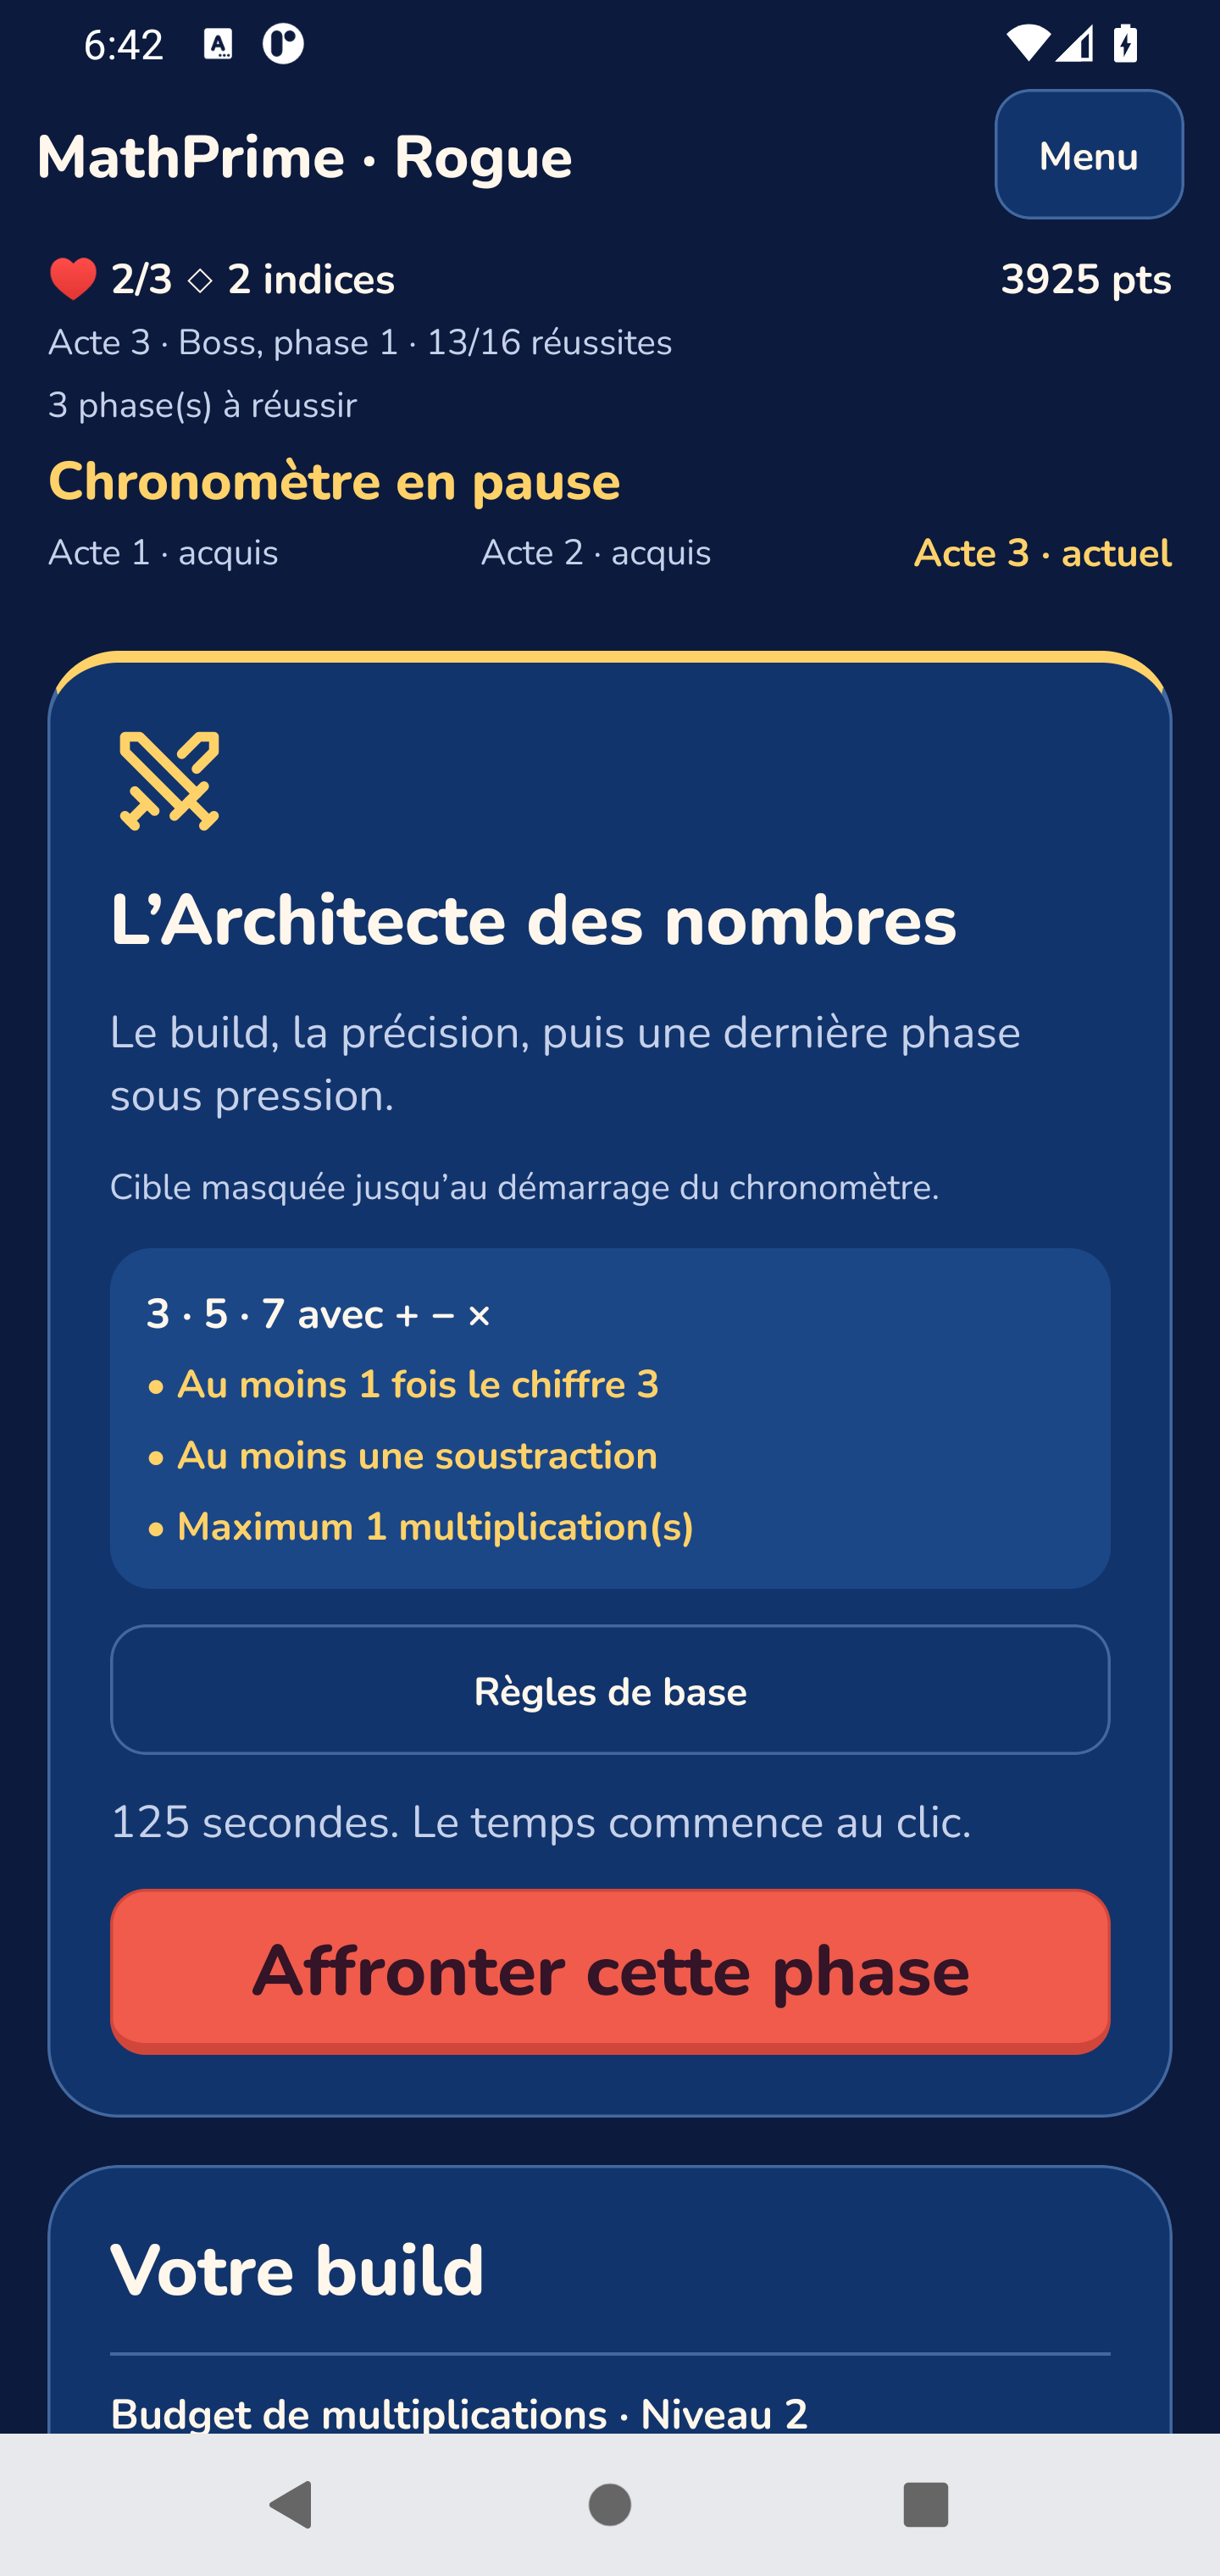 6:42
MathPrime · Rogue
Menu
❤️ 2/3 ◇ 2 indices
3925 pts
Acte 3 · Boss, phase 1 · 13/16 réussites
3 phase(s) à réussir
Chronomètre en pause
Acte 1 · acquis
Acte 2 · acquis
Acte 3 · actuel
L’Architecte des nombres
Le build, la précision, puis une dernière phase
sous pression.
Cible masquée jusqu’au démarrage du chronomètre.
3 · 5 · 7 avec + − ×
• Au moins 1 fois le chiffre 3
• Au moins une soustraction
• Maximum 1 multiplication(s)
Règles de base
125 secondes. Le temps commence au clic.
Affronter cette phase
Votre build
Budget de multiplications · Niveau 2